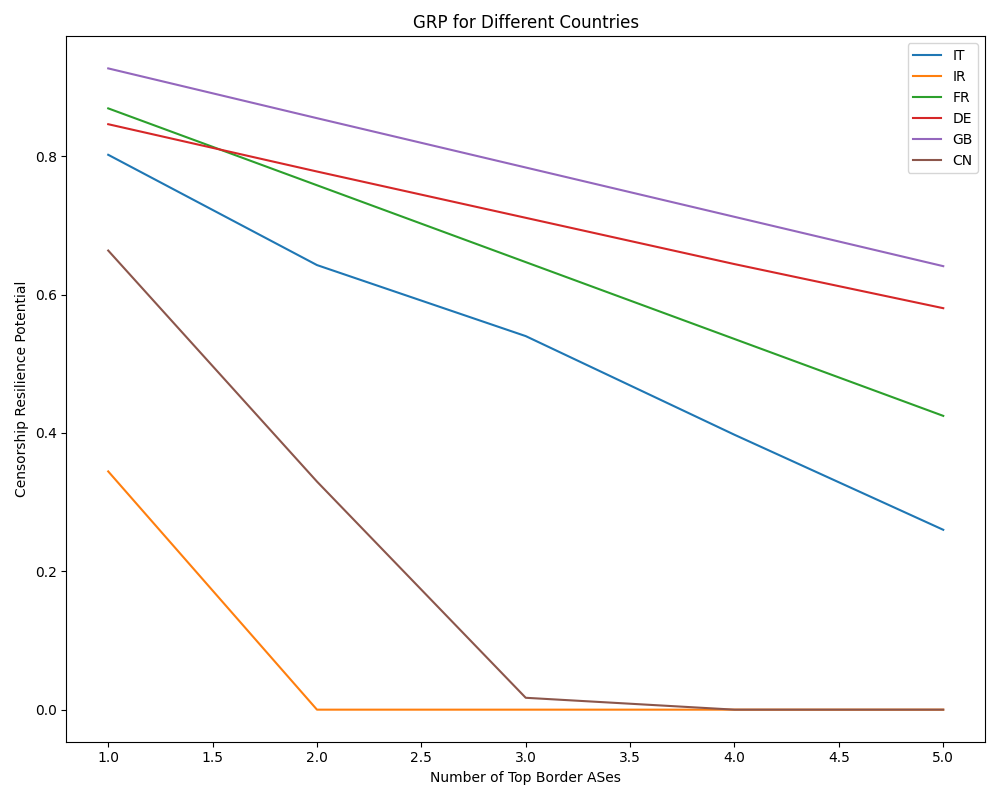 GRP for Different Countries
IT
IR
FR
DE
GB
CN
Censorship Resilience Potential
0.8
0.6
0.4
0.2
0.0
1.0 1.5 2.0 2.5 3.0 3.5 4.0 4.5 5.0
Number of Top Border ASes